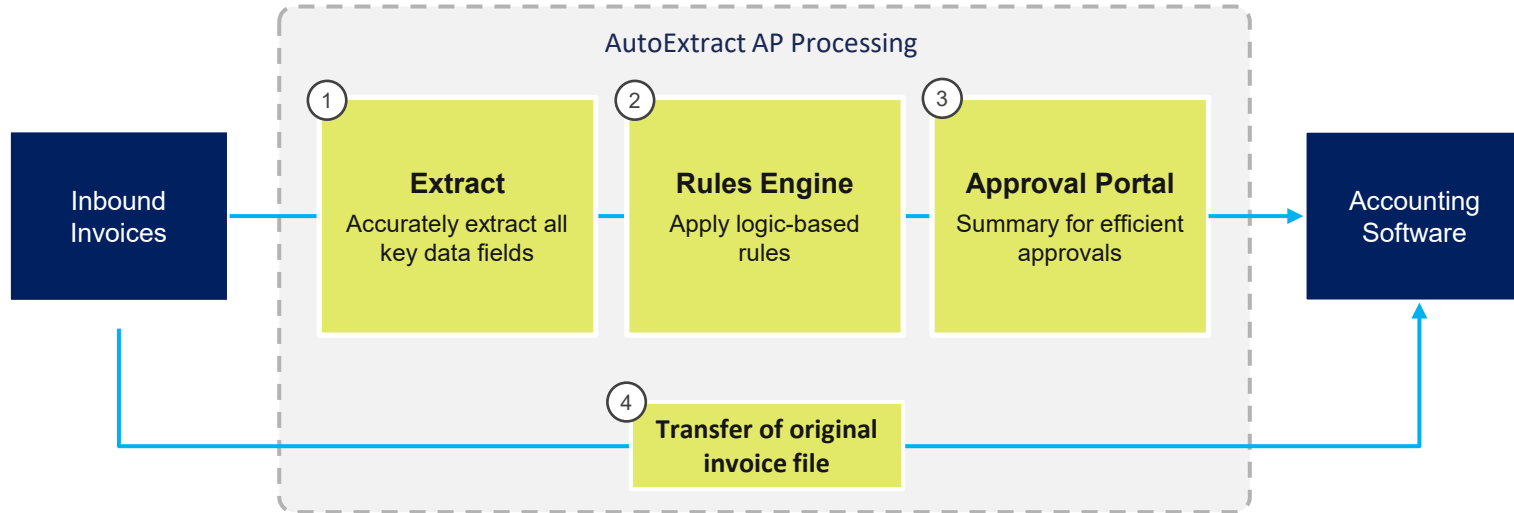 AutoExtract AP Processing
Inbound
Invoices
1
Extract
Accurately extract all
key data fields
2
Rules Engine
Apply logic-based
rules
3
Approval Portal
Summary for efficient
approvals
Accounting
Software
4
Transfer of original
invoice file